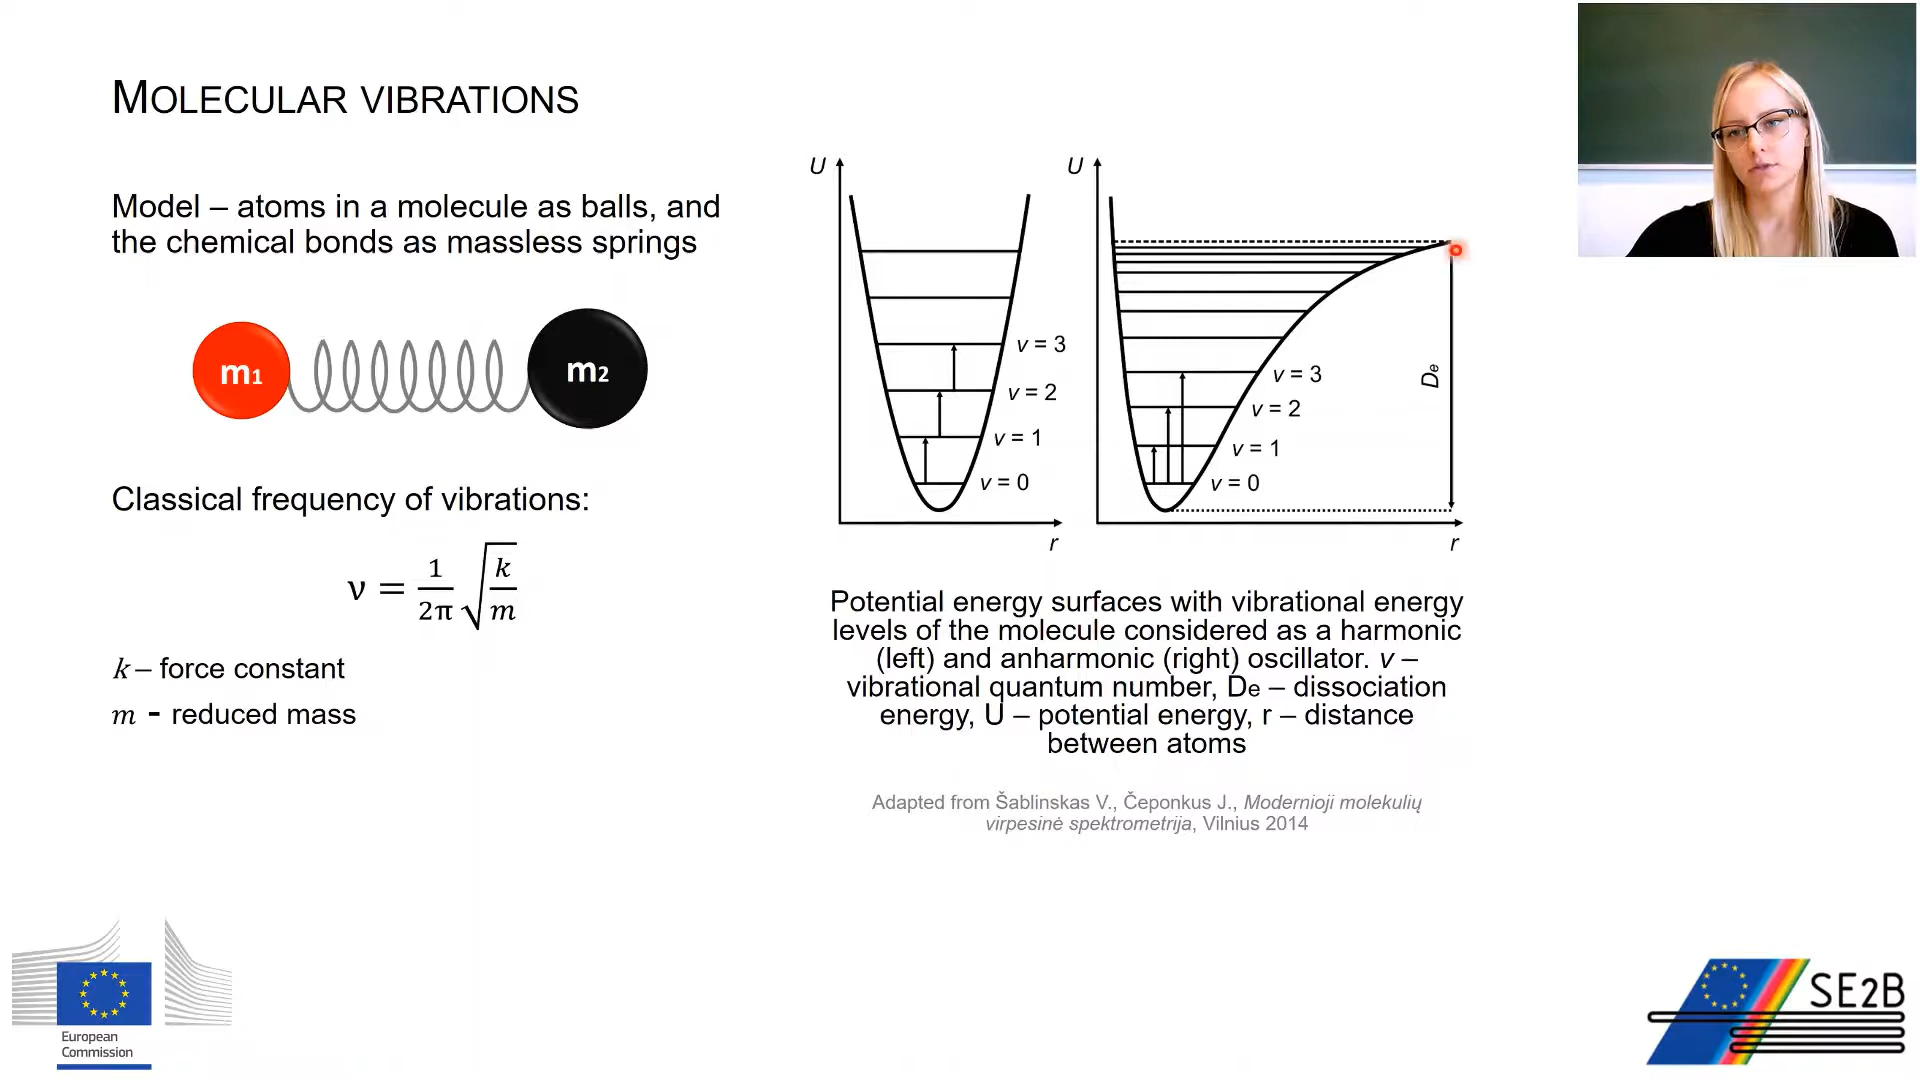 MOLECULAR VIBRATIONS
Model – atoms in a molecule as balls, and
the chemical bonds as massless springs
m1
m2
Classical frequency of vibrations:
ν = 1/2π √k/m
k – force constant
m - reduced mass
U
v = 3
v = 2
v = 1
v = 0
r
U
v = 3
v = 2
v = 1
v = 0
De
r
Potential energy surfaces with vibrational energy
levels of the molecule considered as a harmonic
(left) and anharmonic (right) oscillator. v –
vibrational quantum number, De – dissociation
energy, U – potential energy, r – distance
between atoms
Adapted from Šablinskas V., Čeponkus J., Modernioji molekulių
virpesinė spektrometrija, Vilnius 2014
European
Commission
SE2B